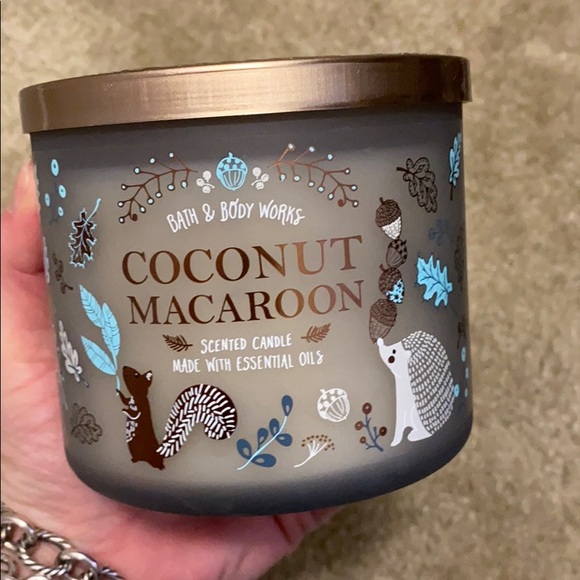 BATH & BODY WORKS
COCONUT
MACAROON
SCENTED CANDLE
MADE WITH ESSENTIAL OILS